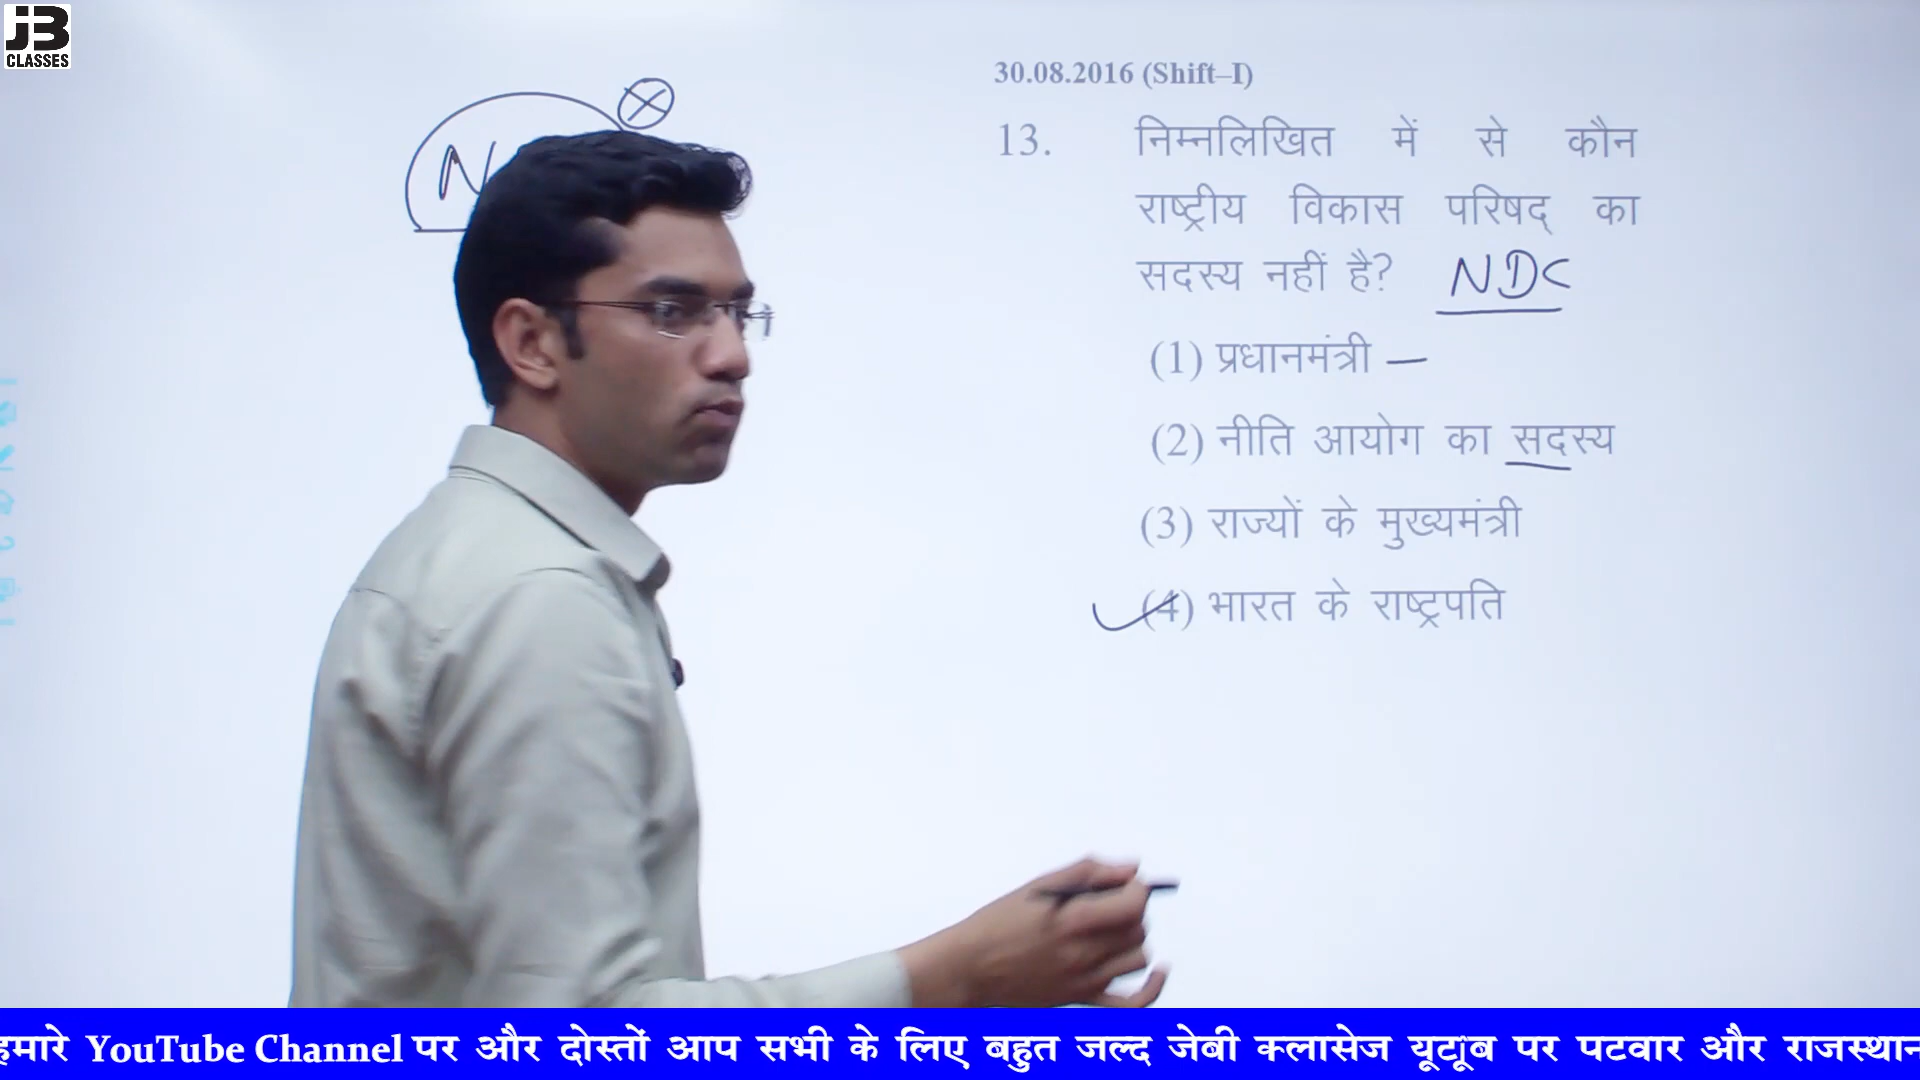 JB
CLASSES
30.08.2016 (Shift–I)
13. निम्नलिखित में से कौन
राष्ट्रीय विकास परिषद् का
सदस्य नहीं है? NDC
(1) प्रधानमंत्री —
(2) नीति आयोग का सदस्य
(3) राज्यों के मुख्यमंत्री
(4) भारत के राष्ट्रपति
N
हमारे YouTube Channel पर और दोस्तों आप सभी के लिए बहुत जल्द जेबी क्लासेज यूट्यूब पर पटवार और राजस्थान